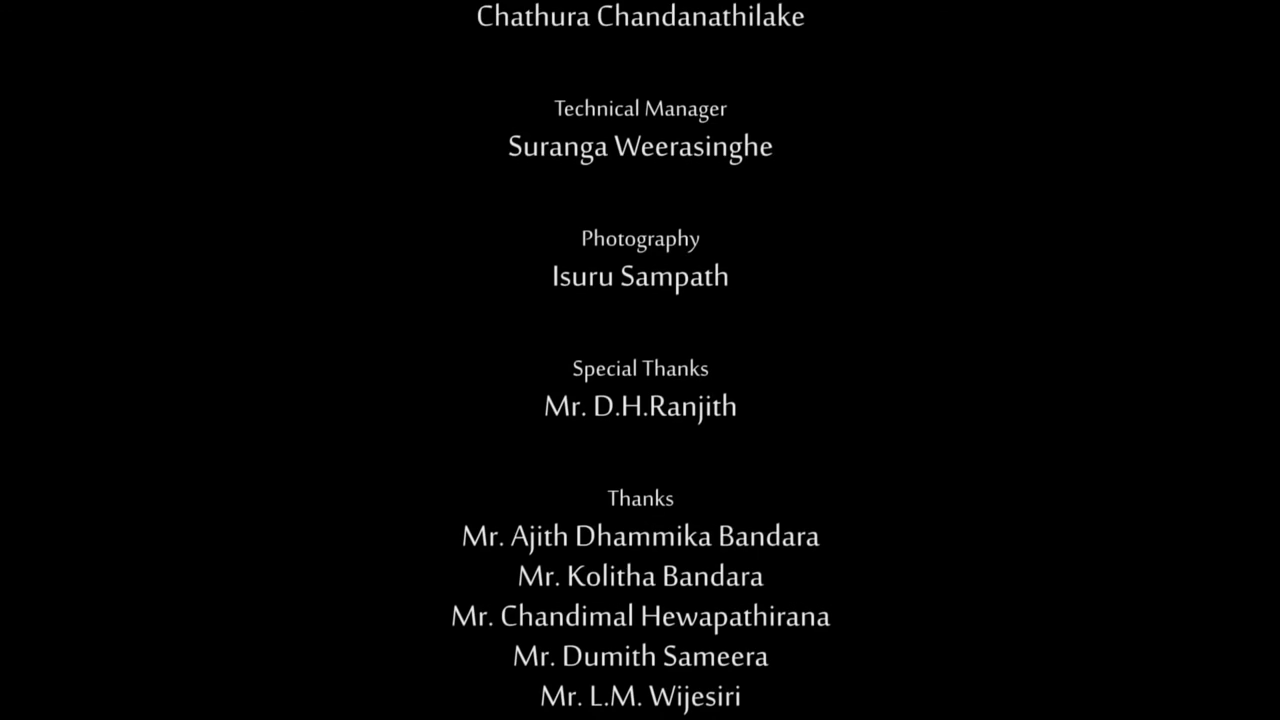 Chathura Chandanathilake
Technical Manager
Suranga Weerasinghe
Photography
Isuru Sampath
Special Thanks
Mr. D.H.Ranjith
Thanks
Mr. Ajith Dhammika Bandara
Mr. Kolitha Bandara
Mr. Chandimal Hewapathirana
Mr. Dumith Sameera
Mr. L.M. Wijesiri